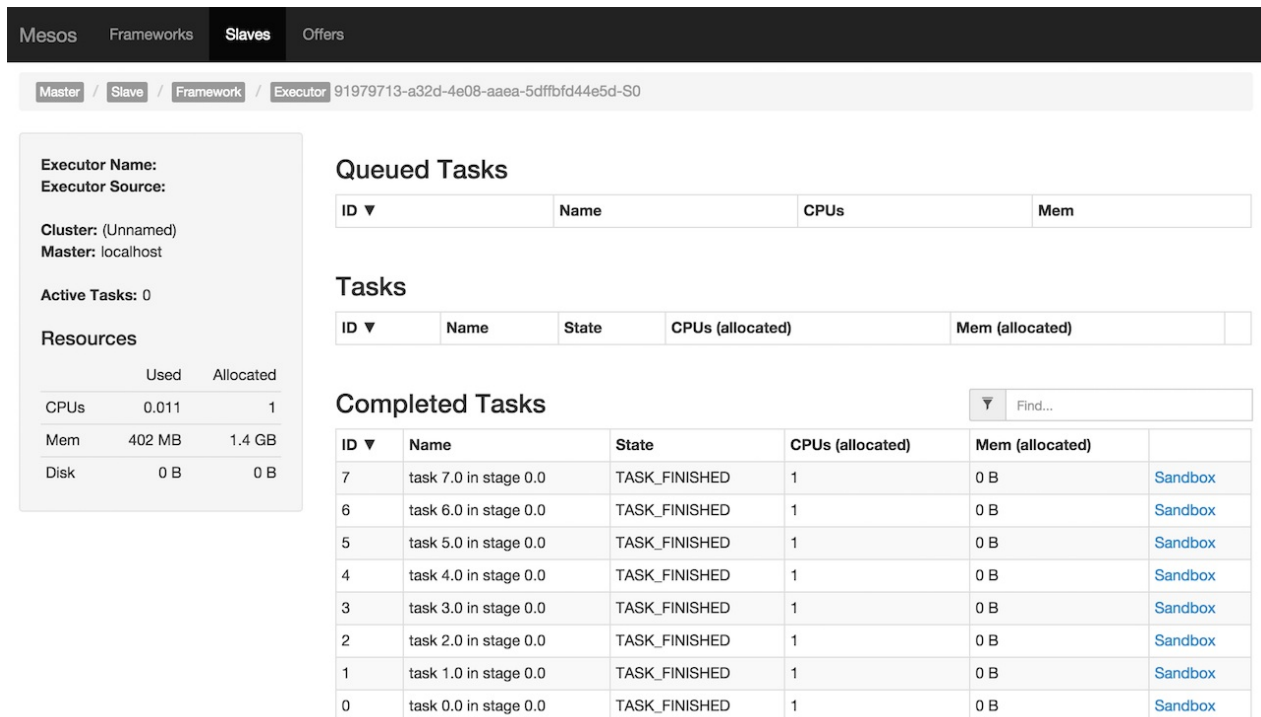 Mesos Frameworks Slaves Offers
Master / Slave / Framework / Executor 91979713-a32d-4e08-aaea-5dffbfd44e5d-S0
Executor Name:
Executor Source:
Cluster: (Unnamed)
Master: localhost
Active Tasks: 0
Resources
Used Allocated
CPUs 0.011 1
Mem 402 MB 1.4 GB
Disk 0 B 0 B
Queued Tasks
ID ▼ Name CPUs Mem
Tasks
ID ▼ Name State CPUs (allocated) Mem (allocated)
Completed Tasks
Find...
ID ▼ Name State CPUs (allocated) Mem (allocated)
7 task 7.0 in stage 0.0 TASK_FINISHED 1 0 B Sandbox
6 task 6.0 in stage 0.0 TASK_FINISHED 1 0 B Sandbox
5 task 5.0 in stage 0.0 TASK_FINISHED 1 0 B Sandbox
4 task 4.0 in stage 0.0 TASK_FINISHED 1 0 B Sandbox
3 task 3.0 in stage 0.0 TASK_FINISHED 1 0 B Sandbox
2 task 2.0 in stage 0.0 TASK_FINISHED 1 0 B Sandbox
1 task 1.0 in stage 0.0 TASK_FINISHED 1 0 B Sandbox
0 task 0.0 in stage 0.0 TASK_FINISHED 1 0 B Sandbox